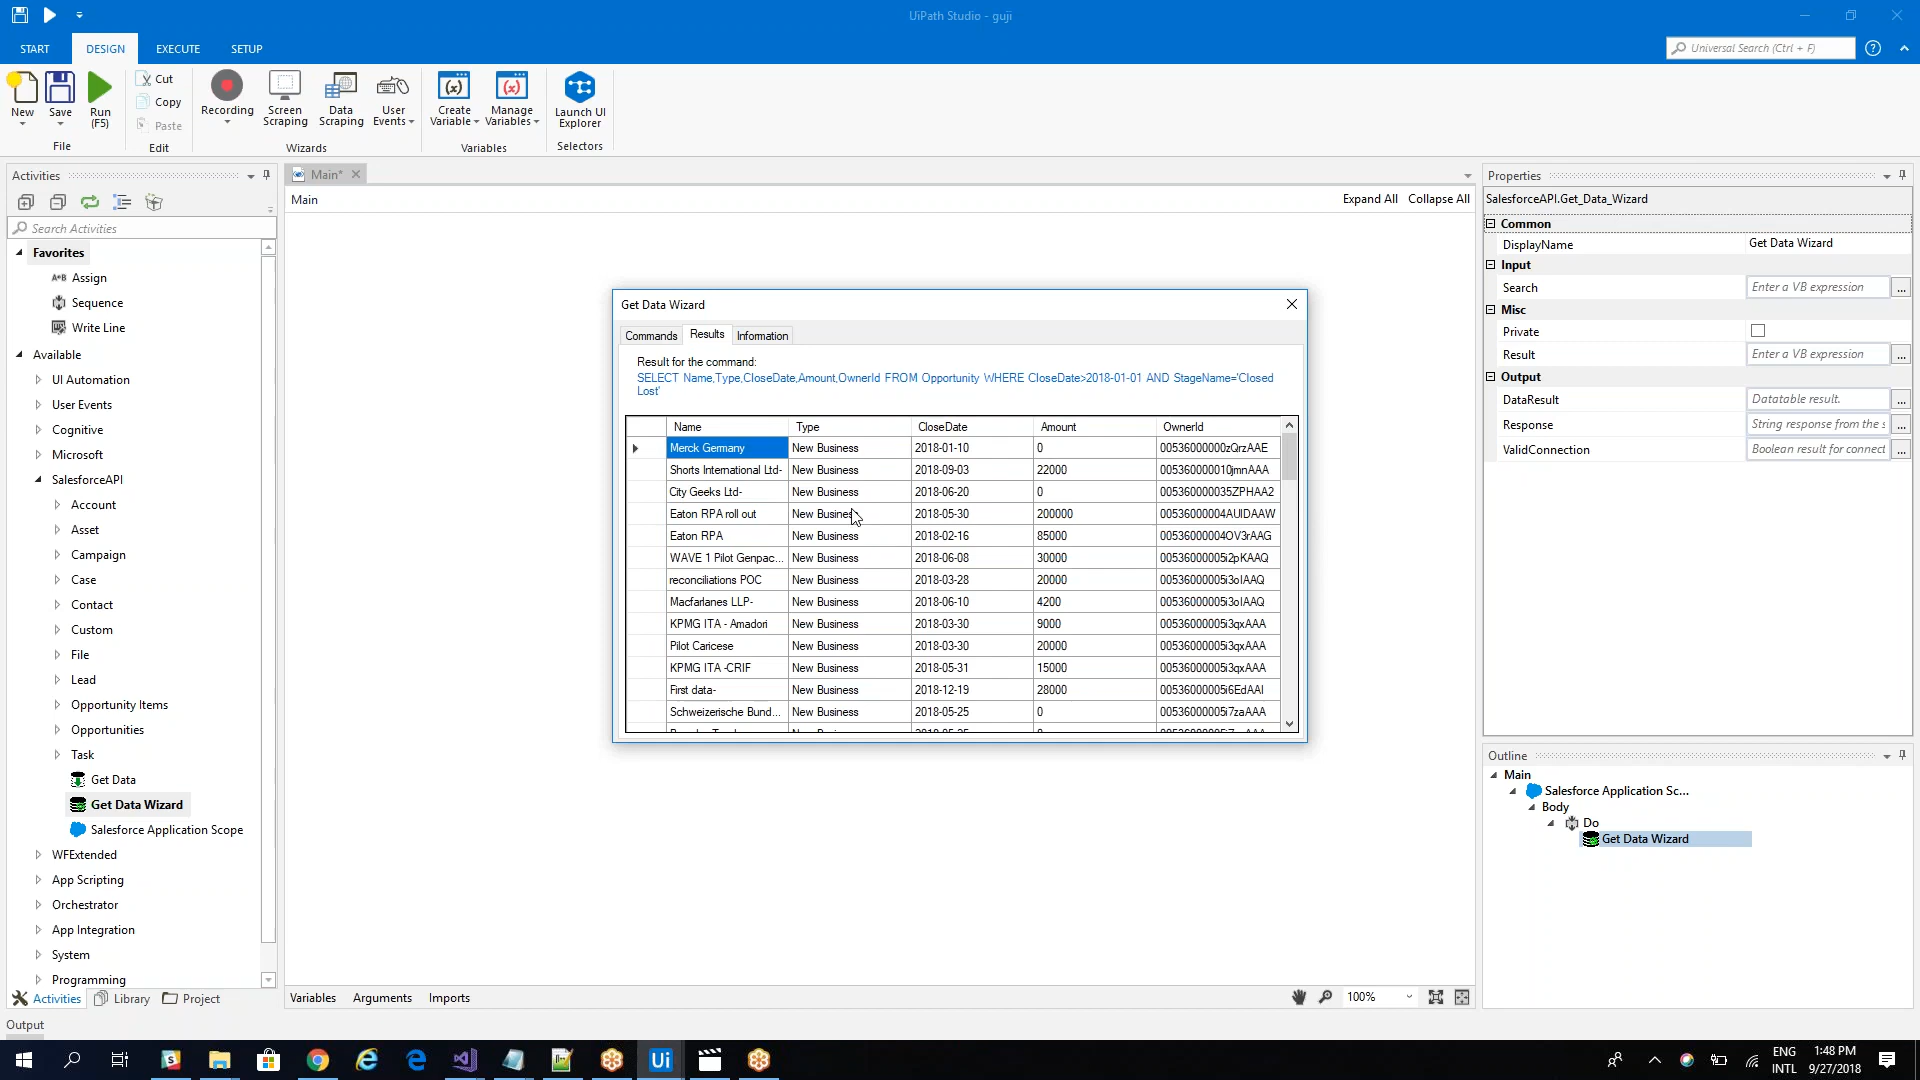 UiPath Studio - guji
START DESIGN EXECUTE SETUP
Universal Search (Ctrl + F)
New Save Run (F5)
File
Cut
Copy
Paste
Edit
Recording Screen Scraping Data Scraping User Events
Wizards
Create Variable Manage Variables
Variables
Launch UI Explorer
Selectors
Activities
Search Activities
Favorites
Assign
Sequence
Write Line
Available
UI Automation
User Events
Cognitive
Microsoft
SalesforceAPI
Account
Asset
Campaign
Case
Contact
Custom
File
Lead
Opportunity Items
Opportunities
Task
Get Data
Get Data Wizard
Salesforce Application Scope
WFExtended
App Scripting
Orchestrator
App Integration
System
Programming
Activities Library Project
Output
Main*
Main
Expand All Collapse All
Get Data Wizard
Commands Results Information
Result for the command:
SELECT Name,Type,CloseDate,Amount,OwnerId FROM Opportunity WHERE CloseDate>2018-01-01 AND StageName='Closed
Lost'
Name Type CloseDate Amount OwnerId
Merck Germany New Business 2018-01-10 0 00536000000zQrzAAE
Shorts International Ltd- New Business 2018-09-03 22000 005360000010jmnAAA
City Geeks Ltd- New Business 2018-06-20 0 005360000035ZPHAA2
Eaton RPA roll out New Business 2018-05-30 200000 00536000004AUIDAAW
Eaton RPA New Business 2018-02-16 85000 00536000004OV3rAAG
WAVE 1 Pilot Genpac... New Business 2018-06-08 30000 00536000005i2pKAAQ
reconciliations POC New Business 2018-03-28 20000 00536000005i3oIAAQ
Macfarlanes LLP- New Business 2018-06-10 4200 00536000005i3oIAAQ
KPMG ITA - Amadori New Business 2018-03-30 9000 00536000005i3qxAAA
Pilot Caricese New Business 2018-03-30 20000 00536000005i3qxAAA
KPMG ITA -CRIF New Business 2018-05-31 15000 00536000005i3qxAAA
First data- New Business 2018-12-19 28000 00536000005i6EdAAI
Schweizerische Bund... New Business 2018-05-25 0 00536000005i7zaAAA
Variables Arguments Imports
100%
Properties
SalesforceAPI.Get_Data_Wizard
Common
DisplayName Get Data Wizard
Input
Search Enter a VB expression ...
Misc
Private
Result Enter a VB expression ...
Output
DataResult Datatable result. ...
Response String response from the s ...
ValidConnection Boolean result for connect ...
Outline
Main
Salesforce Application Sc...
Body
Do
Get Data Wizard
Ui
ENG
INTL
1:48 PM
9/27/2018